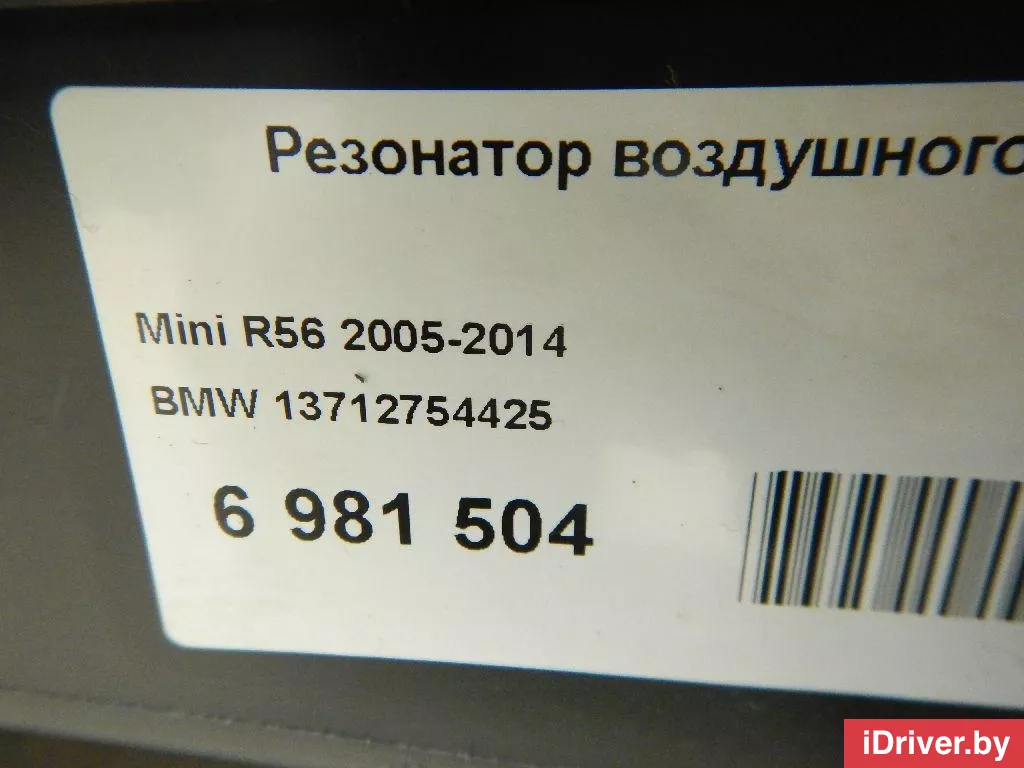 Резонатор воздушного
Mini R56 2005-2014
BMW 13712754425
6 981 504
iDriver.by